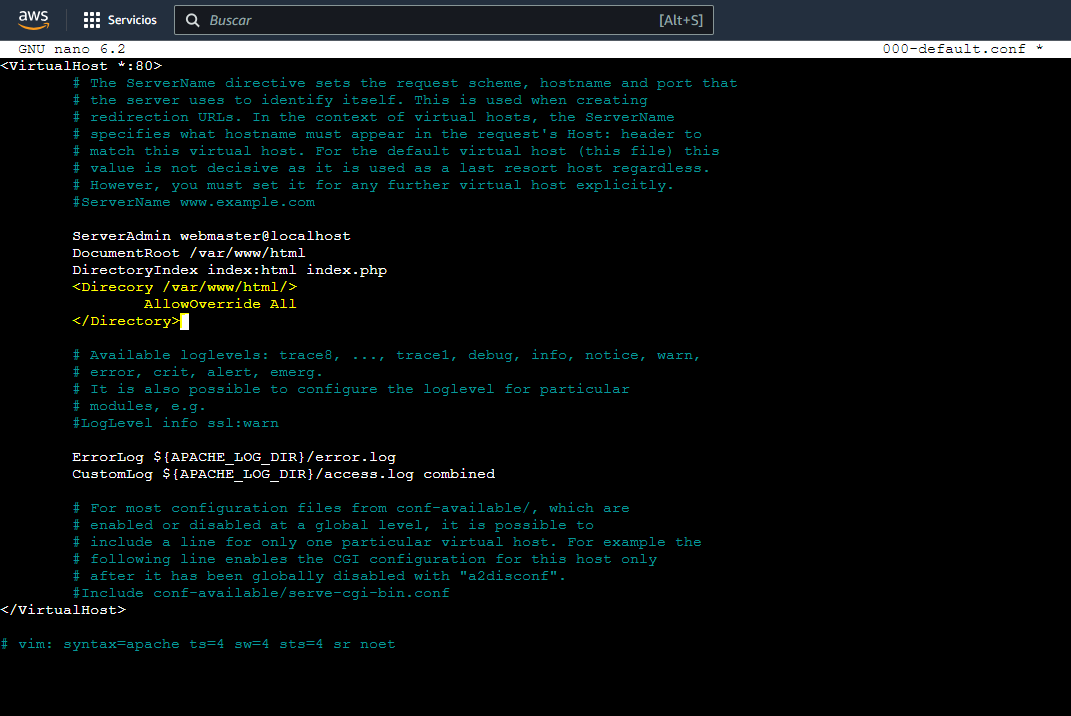 aws Servicios Buscar [Alt+S]
GNU nano 6.2 000-default.conf *
<VirtualHost *:80>
# The ServerName directive sets the request scheme, hostname and port that
# the server uses to identify itself. This is used when creating
# redirection URLs. In the context of virtual hosts, the ServerName
# specifies what hostname must appear in the request's Host: header to
# match this virtual host. For the default virtual host (this file) this
# value is not decisive as it is used as a last resort host regardless.
# However, you must set it for any further virtual host explicitly.
#ServerName www.example.com
ServerAdmin webmaster@localhost
DocumentRoot /var/www/html
DirectoryIndex index:html index.php
<Direcory /var/www/html/>
AllowOverride All
</Directory>
# Available loglevels: trace8, ..., trace1, debug, info, notice, warn,
# error, crit, alert, emerg.
# It is also possible to configure the loglevel for particular
# modules, e.g.
#LogLevel info ssl:warn
ErrorLog ${APACHE_LOG_DIR}/error.log
CustomLog ${APACHE_LOG_DIR}/access.log combined
# For most configuration files from conf-available/, which are
# enabled or disabled at a global level, it is possible to
# include a line for only one particular virtual host. For example the
# following line enables the CGI configuration for this host only
# after it has been globally disabled with "a2disconf".
#Include conf-available/serve-cgi-bin.conf
</VirtualHost>
# vim: syntax=apache ts=4 sw=4 sts=4 sr noet